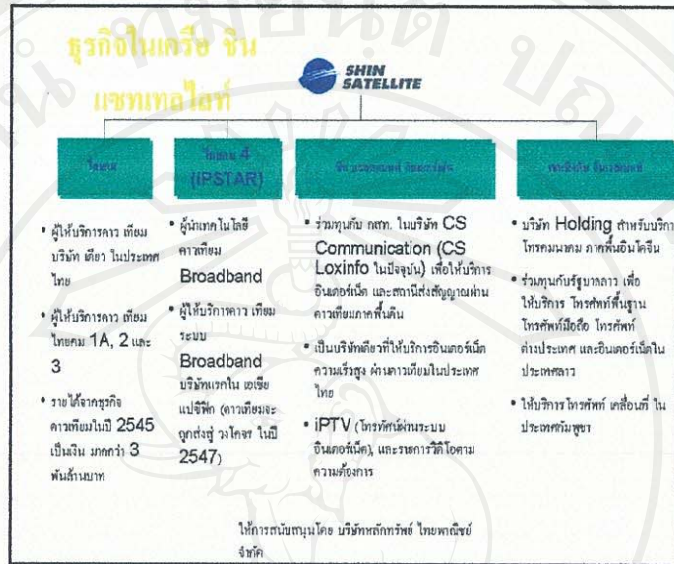 ธุรกิจในเครือ ชิน
แซทเทลไลท์
SHIN
SATELLITE
ไทยคม
ไทยคม 4
(iPSTAR)
• ผู้ให้บริการดาว เทียม
บริษัท เดียว ในประเทศ
ไทย
• ผู้ให้บริการดาว เทียม
ไทยคม 1A, 2 และ
3
• รายได้จากธุรกิจ
ดาวเทียมในปี 2545
เป็นเงิน มากกว่า 3
พันล้านบาท
• ผู้นำเทคโนโลยี
ดาวเทียม
Broadband
• ผู้ให้บริการดาว เทียม
ระบบ
Broadband
บริษัทแรกใน เอเชีย
แปซิฟิก (ดาวเทียมจะ
ถูกส่งสู่ วงโคจร ในปี
2547)
• ร่วมทุนกับ กสท. ในบริษัท CS
Communication (CS
Loxinfo ในปัจจุบัน) เพื่อให้บริการ
อินเตอร์เน็ต และสถานีส่งสัญญาณผ่าน
ดาวเทียมภาคพื้นดิน
• เป็นบริษัทเดียวที่ให้บริการอินเตอร์เน็ต
ความเร็วสูง ผ่านดาวเทียมในประเทศ
ไทย
• iPTV (โทรทัศน์ผ่านระบบ
อินเตอร์เน็ต), และรายการวิดีโอตาม
ความต้องการ
• บริษัท Holding สำหรับบริการ
โทรคมนาคม ภาคพื้นอินโดจีน
• ร่วมทุนกับรัฐบาลลาว เพื่อ
ให้บริการ โทรศัพท์พื้นฐาน
โทรศัพท์มือถือ โทรศัพท์
ต่างประเทศ และอินเตอร์เน็ตใน
ประเทศลาว
• ให้บริการโทรศัพท์ เคลื่อนที่ ใน
ประเทศกัมพูชา
ให้การสนับสนุนโดย บริษัทหลักทรัพย์ ไทยพาณิชย์
จำกัด